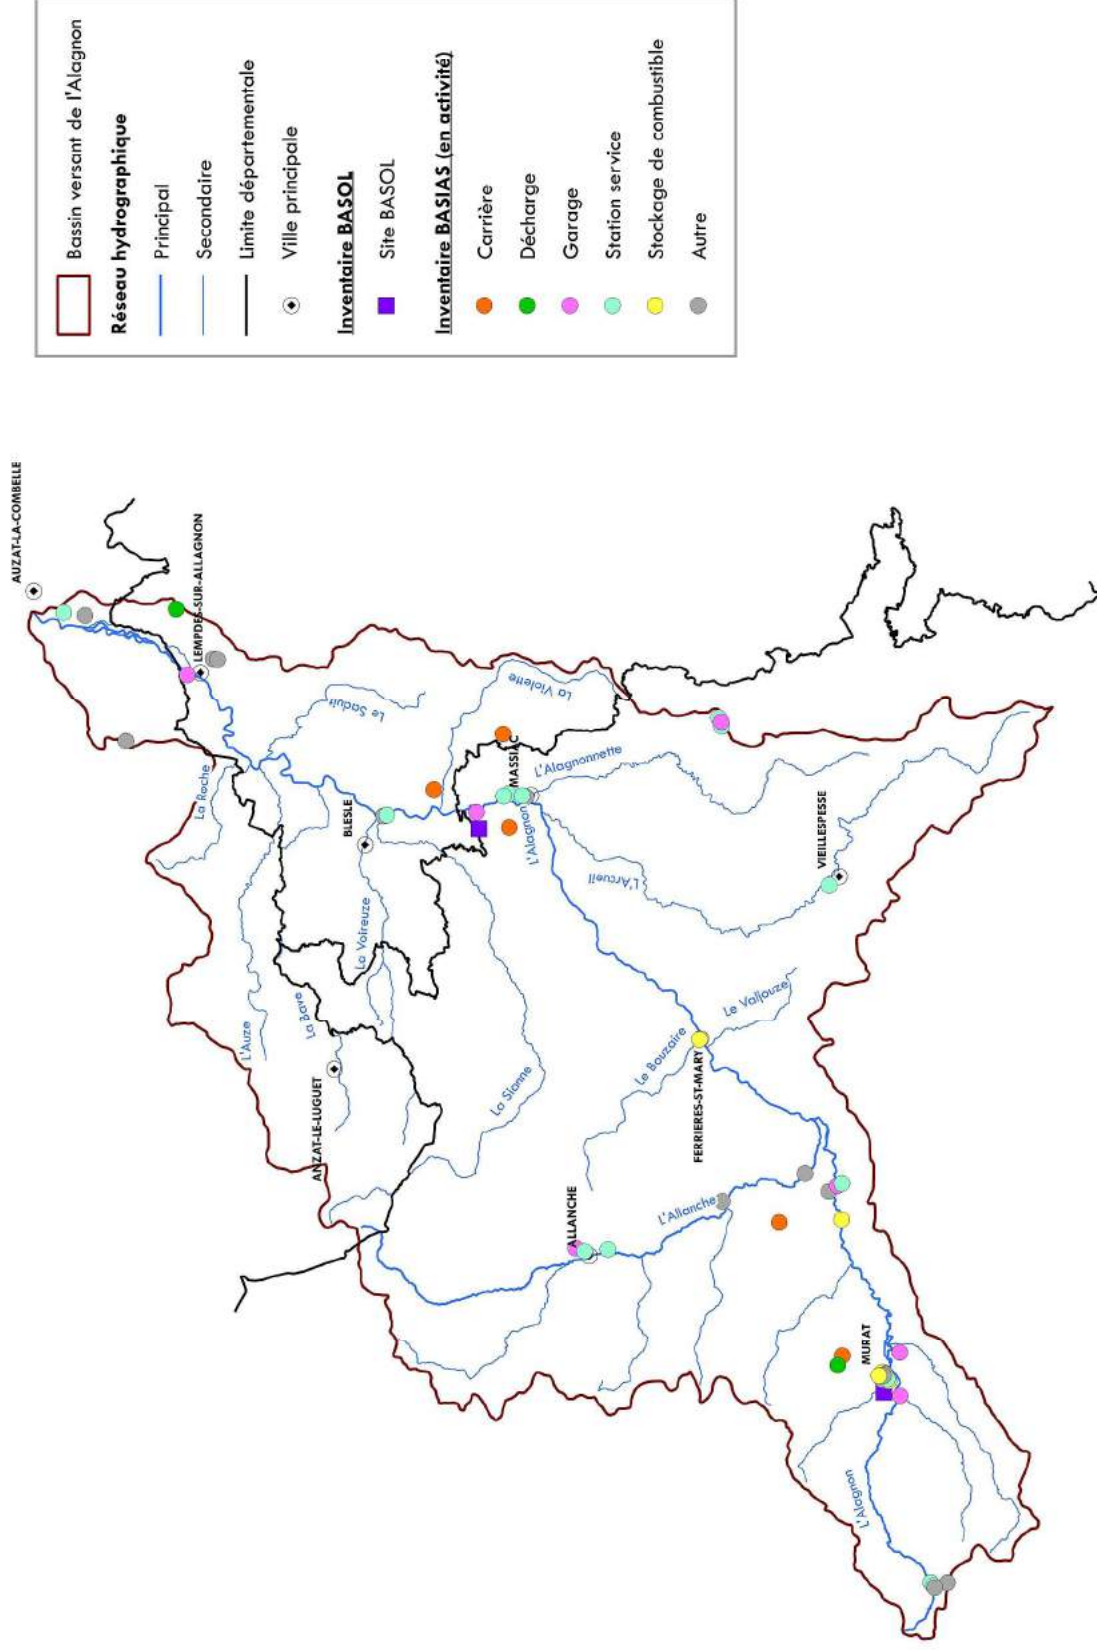 Bassin versant de l'Alagnon
Réseau hydrographique
Principal
Secondaire
Limite départementale
Ville principale
Inventaire BASOL
Site BASOL
Inventaire BASIAS (en activité)
Carrière
Décharge
Garage
Station service
Stockage de combustible
Autre
AUZAT-LA-COMBELLE
LEMPDES-SUR-ALLAGNON
La Roche
Le Saduit
L'Auze
BLESLE
La Violette
La Bave
La Voireuze
MASSIAC
L'Alagnonnette
L'Alagnon
ANZAT-LE-LUGUET
La Sianne
L'Arcueil
VIEILLESPESSE
Le Bouzaire
Le Valjouze
FERRIERES-ST-MARY
ALLANCHE
L'Allanche
MURAT
L'Alagnon